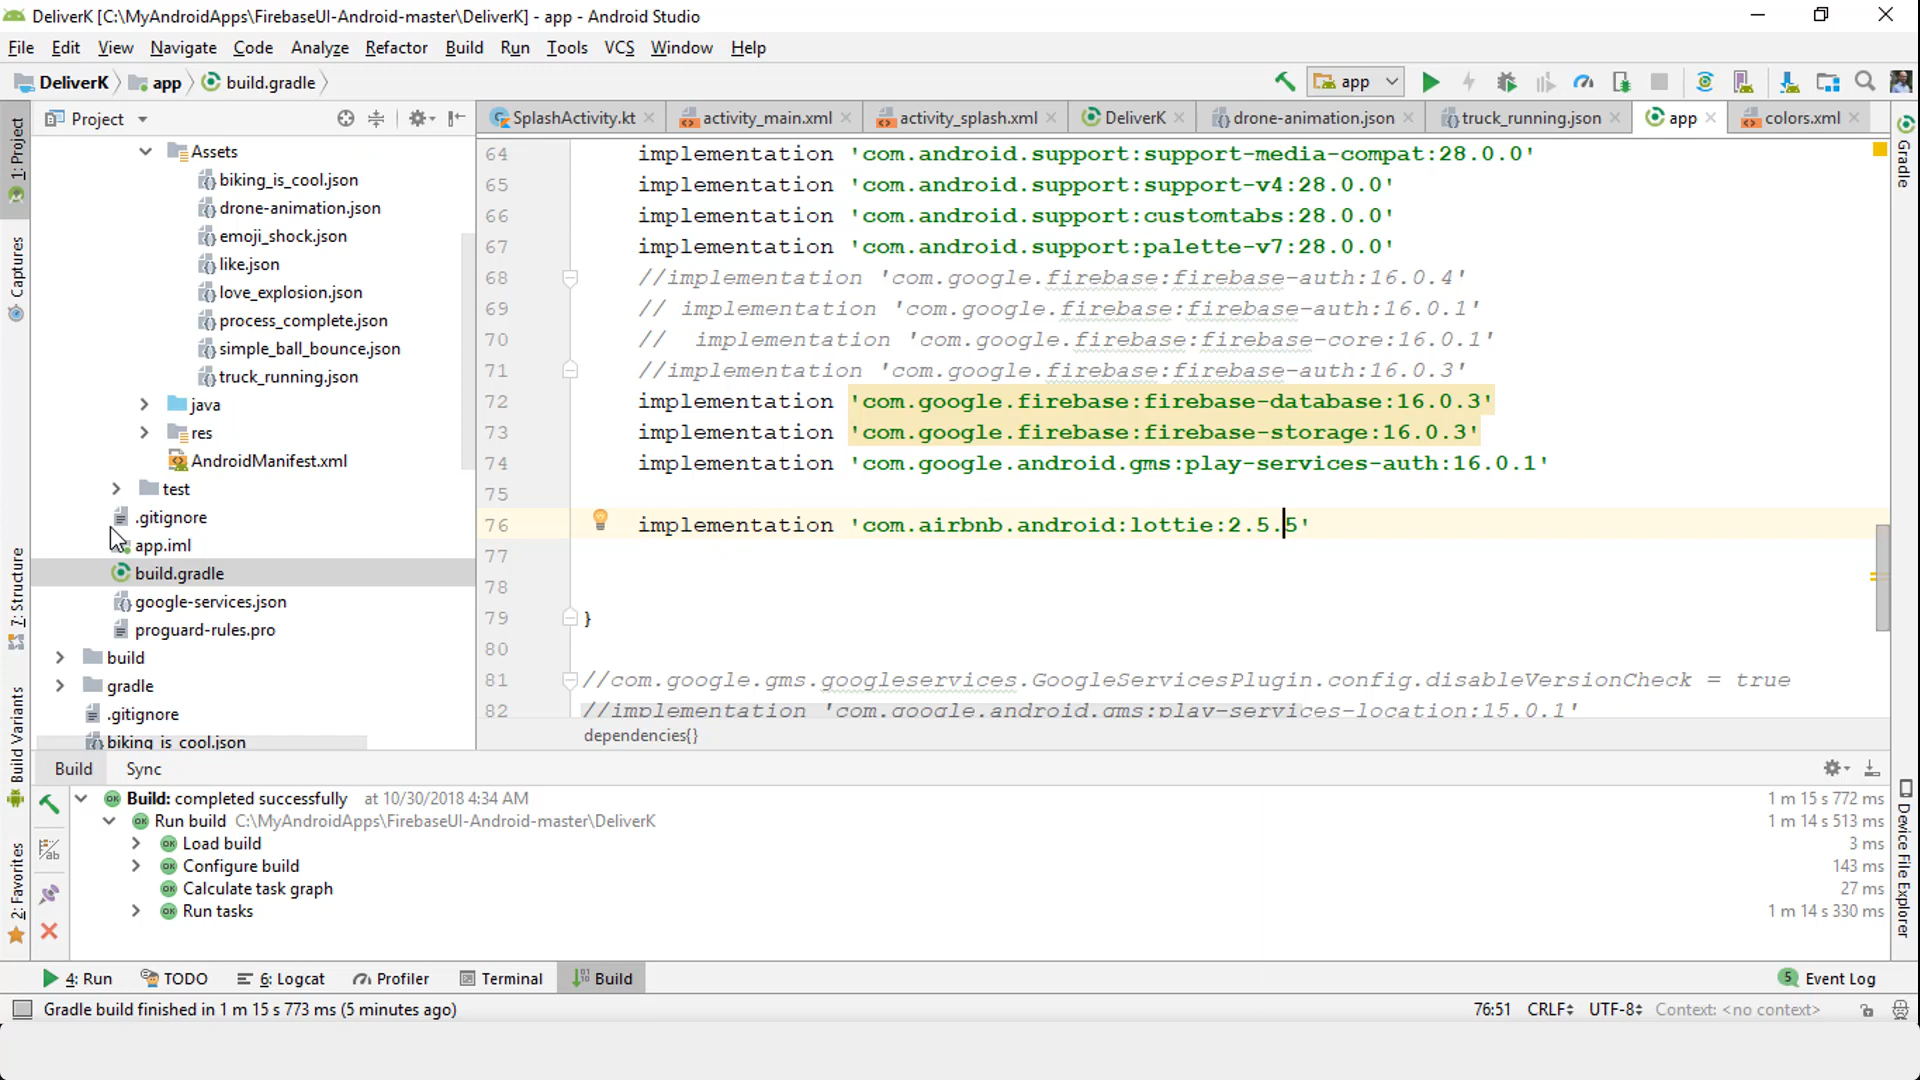 DeliverK [C:\MyAndroidApps\FirebaseUI-Android-master\DeliverK] - app - Android Studio
File Edit View Navigate Code Analyze Refactor Build Run Tools VCS Window Help
DeliverK app build.gradle app
Project SplashActivity.kt activity_main.xml activity_splash.xml DeliverK drone-animation.json truck_running.json app colors.xml
1: Project
Captures
7: Structure
Build Variants
2: Favorites
Assets
biking_is_cool.json
drone-animation.json
emoji_shock.json
like.json
love_explosion.json
process_complete.json
simple_ball_bounce.json
truck_running.json
java
res
AndroidManifest.xml
test
.gitignore
app.iml
build.gradle
google-services.json
proguard-rules.pro
build
gradle
.gitignore
biking_is_cool.json
64 implementation 'com.android.support:support-media-compat:28.0.0'
65 implementation 'com.android.support:support-v4:28.0.0'
66 implementation 'com.android.support:customtabs:28.0.0'
67 implementation 'com.android.support:palette-v7:28.0.0'
68 //implementation 'com.google.firebase:firebase-auth:16.0.4'
69 // implementation 'com.google.firebase:firebase-auth:16.0.1'
70 //  implementation 'com.google.firebase:firebase-core:16.0.1'
71 //implementation 'com.google.firebase:firebase-auth:16.0.3'
72 implementation 'com.google.firebase:firebase-database:16.0.3'
73 implementation 'com.google.firebase:firebase-storage:16.0.3'
74 implementation 'com.google.android.gms:play-services-auth:16.0.1'
75
76 implementation 'com.airbnb.android:lottie:2.5.5'
77
78
79 }
80
81 //com.google.gms.googleservices.GoogleServicesPlugin.config.disableVersionCheck = true
82 //implementation 'com.google.android.gms:play-services-location:15.0.1'
dependencies{}
Gradle
Device File Explorer
Build Sync
Build: completed successfully at 10/30/2018 4:34 AM 1 m 15 s 772 ms
Run build C:\MyAndroidApps\FirebaseUI-Android-master\DeliverK 1 m 14 s 513 ms
Load build 3 ms
Configure build 143 ms
Calculate task graph 27 ms
Run tasks 1 m 14 s 330 ms
4: Run TODO 6: Logcat Profiler Terminal Build 5 Event Log
Gradle build finished in 1 m 15 s 773 ms (5 minutes ago) 76:51 CRLF UTF-8 Context: <no context>